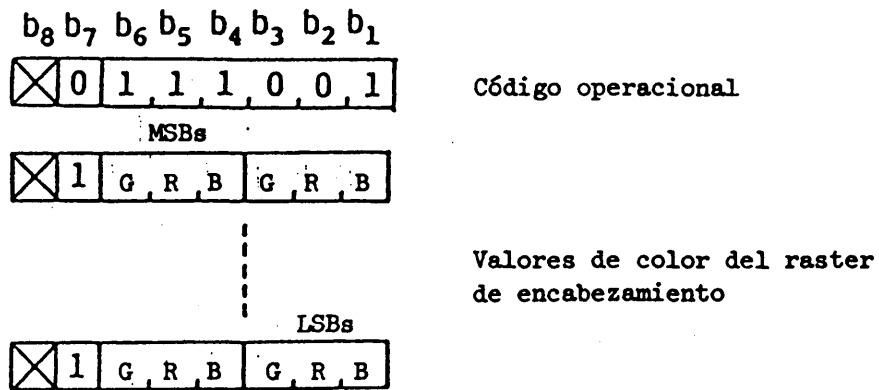 b8 b7 b6 b5 b4 b3 b2 b1
0 1 1 1 0 0 1 Código operacional
MSBs
1 G R B G R B
Valores de color del raster
de encabezamiento
LSBs
1 G R B G R B